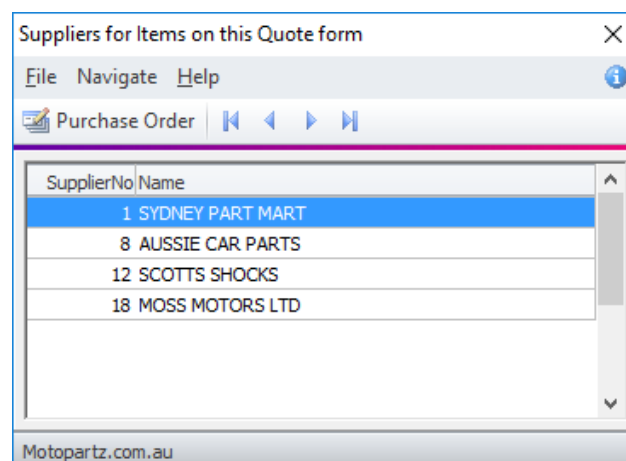 Suppliers for Items on this Quote form
File Navigate Help
Purchase Order
SupplierNo Name
1 SYDNEY PART MART
8 AUSSIE CAR PARTS
12 SCOTTS SHOCKS
18 MOSS MOTORS LTD
Motopartz.com.au